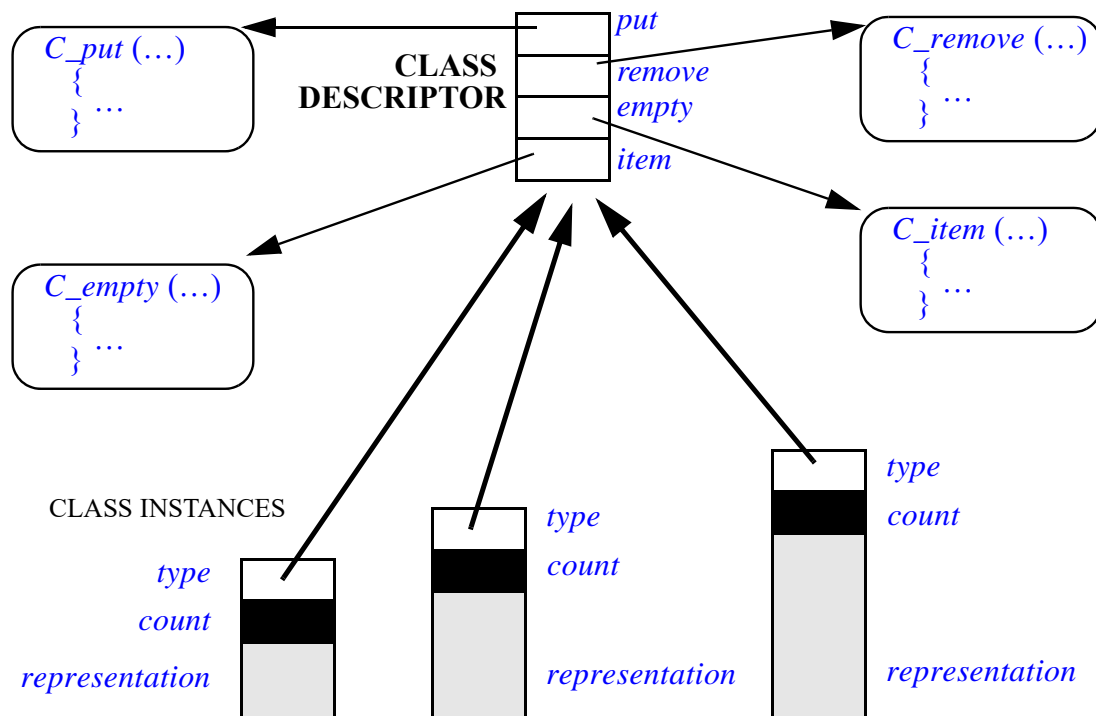 put
C_put (…)
{
…
}
CLASS
DESCRIPTOR
remove
empty
item
C_remove (…)
{
…
}
C_empty (…)
{
…
}
C_item (…)
{
…
}
CLASS INSTANCES
type
count
representation
type
count
representation
type
count
representation